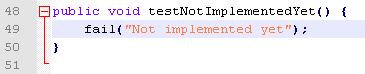 48 public void testNotImplementedYet() {
49     fail("Not implemented yet");
50 }
51